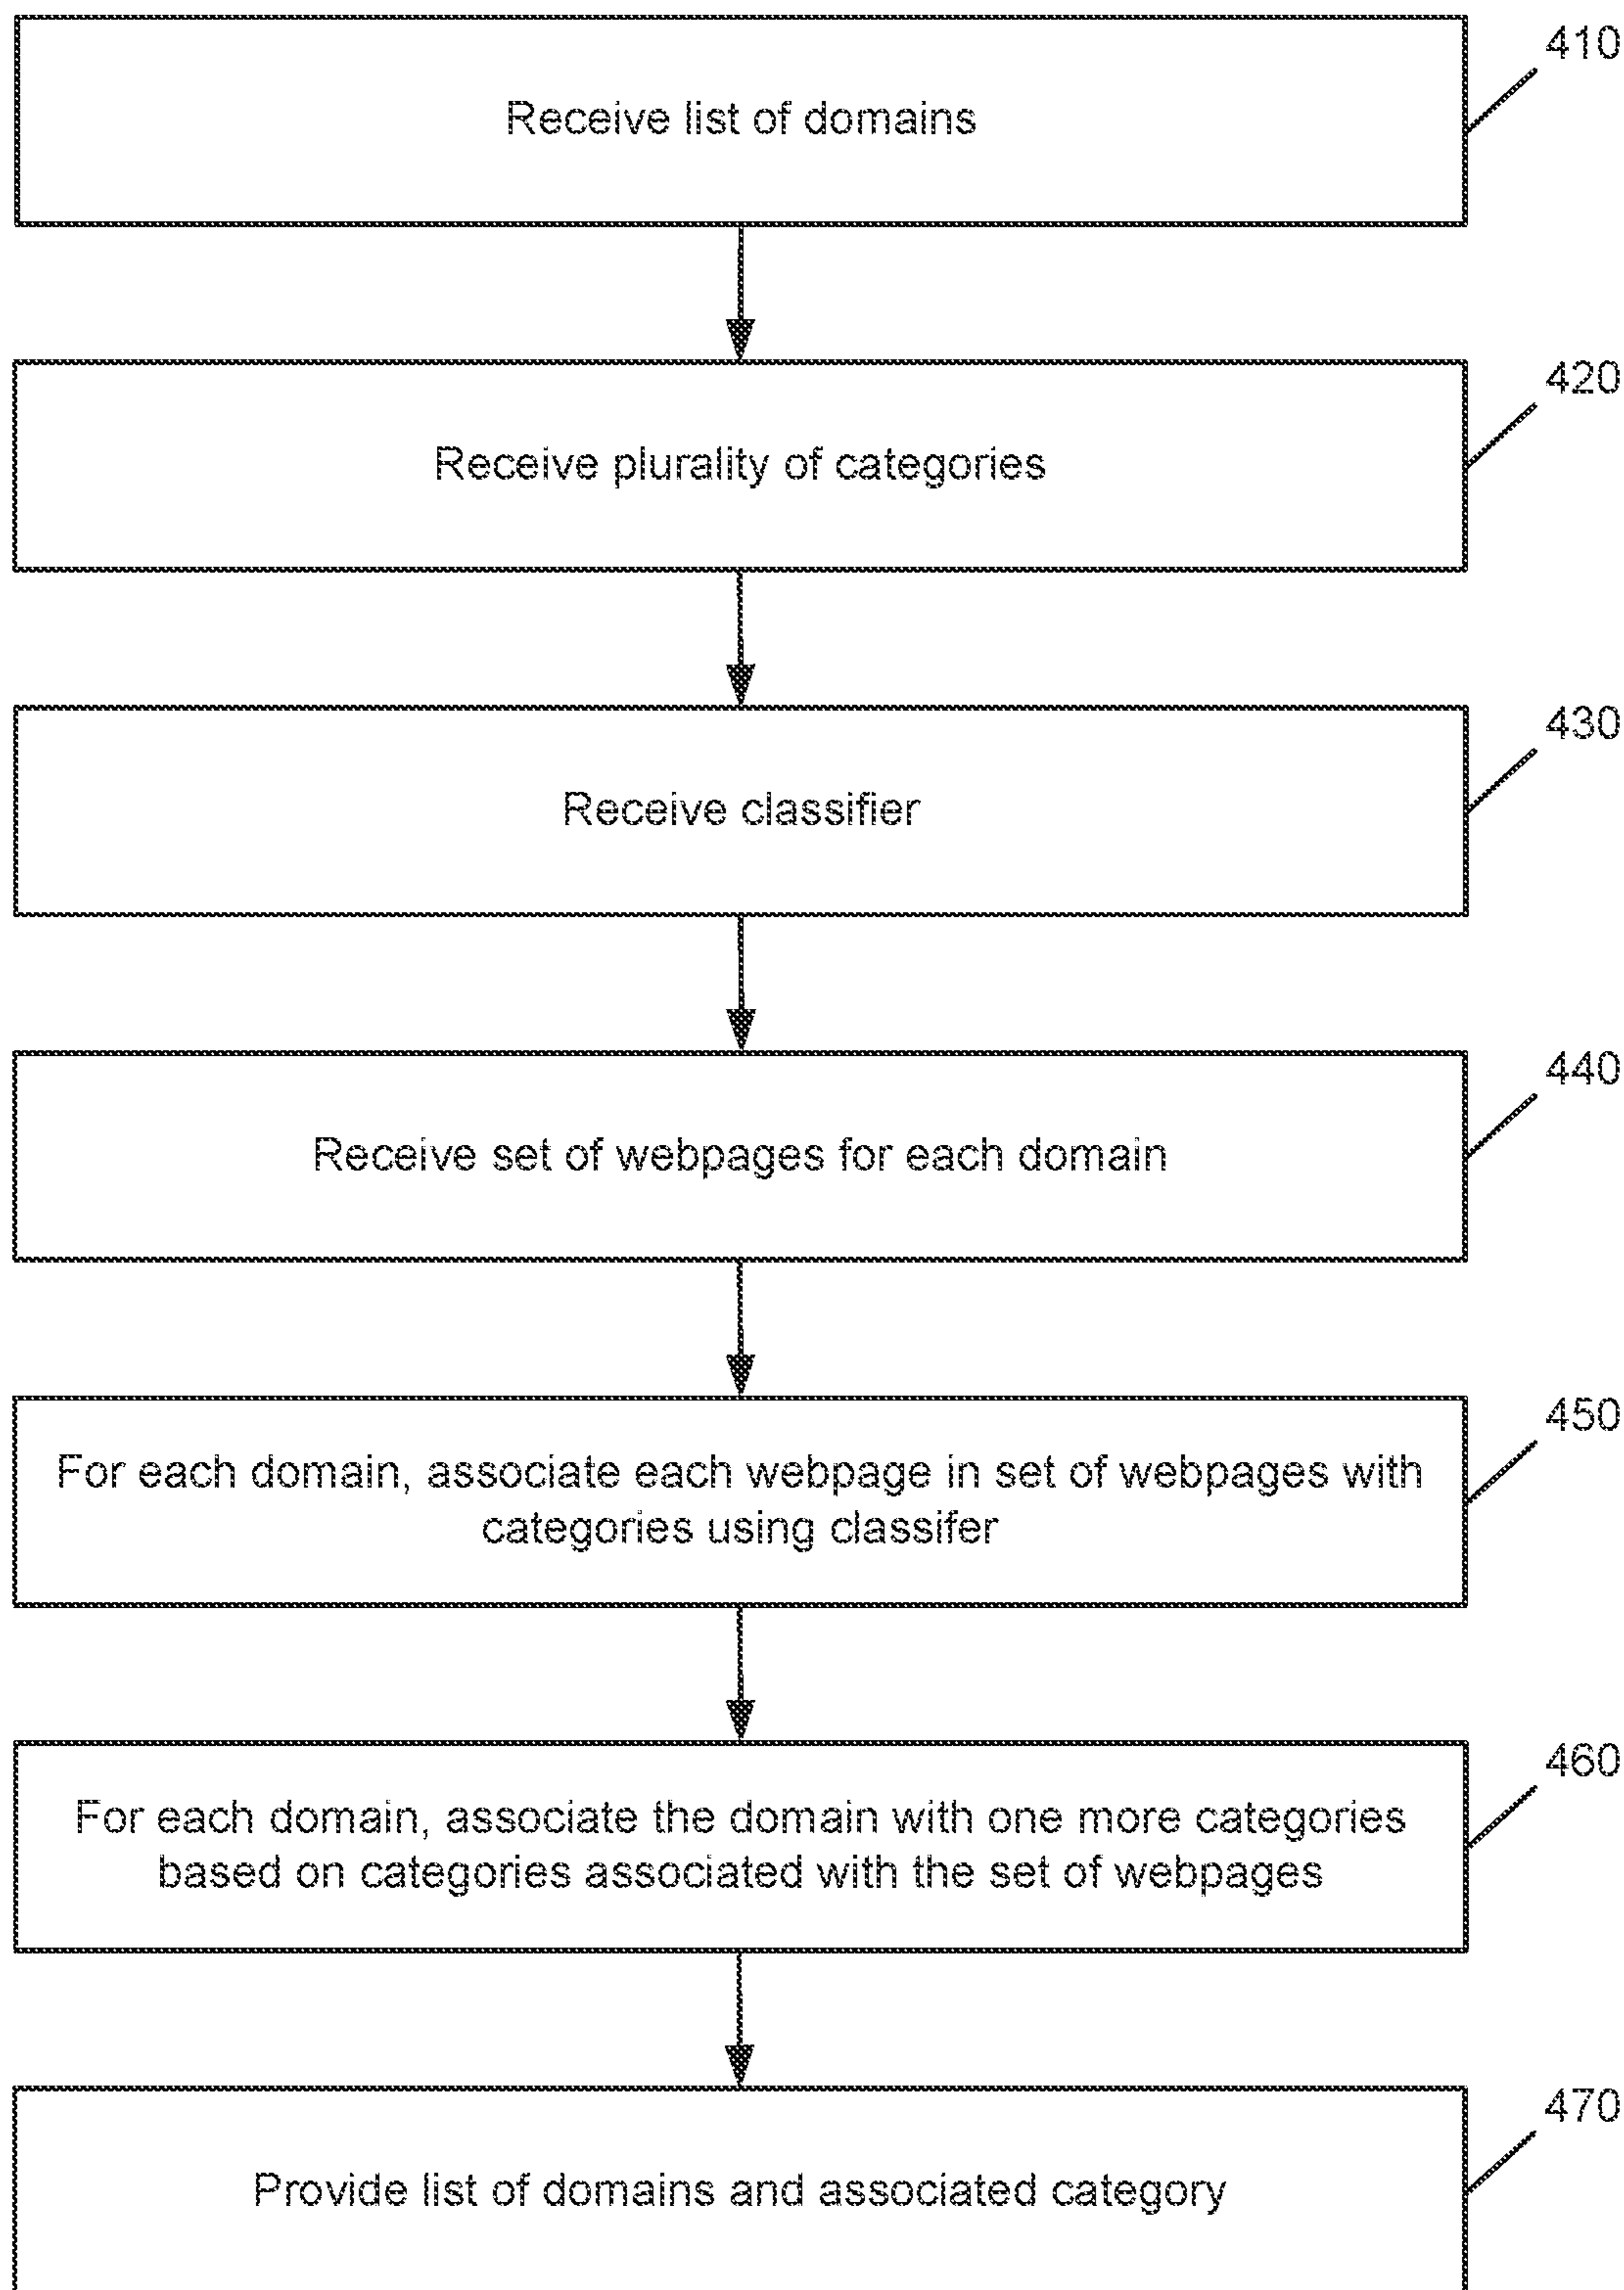 410
Receive list of domains
420
Receive plurality of categories
430
Receive classifier
440
Receive set of webpages for each domain
450
For each domain, associate each webpage in set of webpages with
categories using classifer
460
For each domain, associate the domain with one more categories
based on categories associated with the set of webpages
470
Provide list of domains and associated category